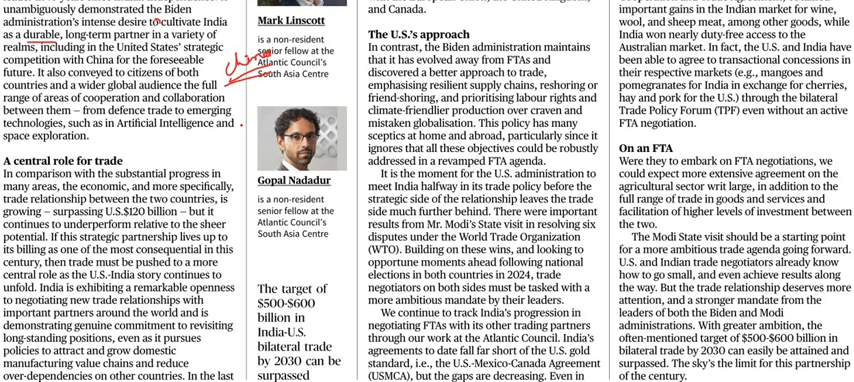 unambiguously demonstrated the Biden
administration's intense desire to cultivate India
as a durable, long-term partner in a variety of
realms, including in the United States' strategic
competition with China for the foreseeable
future. It also conveyed to citizens of both
countries and a wider global audience the full
range of areas of cooperation and collaboration
between them — from defence trade to emerging
technologies, such as in Artificial Intelligence and
space exploration.
A central role for trade
In comparison with the substantial progress in
many areas, the economic, and more specifically,
trade relationship between the two countries, is
growing — surpassing U.S.$120 billion — but it
continues to underperform relative to the sheer
potential. If this strategic partnership lives up to
its billing as one of the most consequential in this
century, then trade must be pushed to a more
central role as the U.S.-India story continues to
unfold. India is exhibiting a remarkable openness
to negotiating new trade relationships with
important partners around the world and is
demonstrating genuine commitment to revisiting
long-standing positions, even as it pursues
policies to attract and grow domestic
manufacturing value chains and reduce
over-dependencies on other countries. In the last
Mark Linscott
is a non-resident
senior fellow at the
Atlantic Council's
South Asia Centre
china
Gopal Nadadur
is a non-resident
senior fellow at the
Atlantic Council's
South Asia Centre
The target of
$500-$600
billion in
India-U.S.
bilateral trade
by 2030 can be
surpassed
and Canada.
The U.S.'s approach
In contrast, the Biden administration maintains
that it has evolved away from FTAs and
discovered a better approach to trade,
emphasising resilient supply chains, reshoring or
friend-shoring, and prioritising labour rights and
climate-friendlier production over craven and
mistaken globalisation. This policy has many
sceptics at home and abroad, particularly since it
ignores that all these objectives could be robustly
addressed in a revamped FTA agenda.
It is the moment for the U.S. administration to
meet India halfway in its trade policy before the
strategic side of the relationship leaves the trade
side much further behind. There were important
results from Mr. Modi's State visit in resolving six
disputes under the World Trade Organization
(WTO). Building on these wins, and looking to
opportune moments ahead following national
elections in both countries in 2024, trade
negotiators on both sides must be tasked with a
more ambitious mandate by their leaders.
We continue to track India's progression in
negotiating FTAs with its other trading partners
through our work at the Atlantic Council. India's
agreements to date fall far short of the U.S. gold
standard, i.e., the U.S.-Mexico-Canada Agreement
(USMCA), but the gaps are decreasing. Even in
important gains in the Indian market for wine,
wool, and sheep meat, among other goods, while
India won nearly duty-free access to the
Australian market. In fact, the U.S. and India have
been able to agree to transactional concessions in
their respective markets (e.g., mangoes and
pomegranates for India in exchange for cherries,
hay and pork for the U.S.) through the bilateral
Trade Policy Forum (TPF) even without an active
FTA negotiation.
On an FTA
Were they to embark on FTA negotiations, we
could expect more extensive agreement on the
agricultural sector writ large, in addition to the
full range of trade in goods and services and
facilitation of higher levels of investment between
the two.
The Modi State visit should be a starting point
for a more ambitious trade agenda going forward.
U.S. and Indian trade negotiators already know
how to go small, and even achieve results along
the way. But the trade relationship deserves more
attention, and a stronger mandate from the
leaders of both the Biden and Modi
administrations. With greater ambition, the
often-mentioned target of $500-$600 billion in
bilateral trade by 2030 can easily be attained and
surpassed. The sky's the limit for this partnership
of the century.